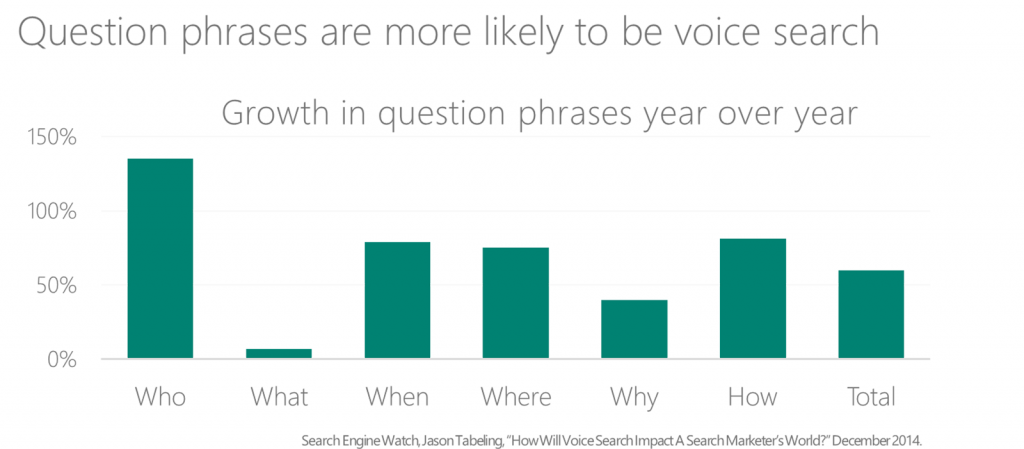 Question phrases are more likely to be voice search
Growth in question phrases year over year
150%
100%
50%
0%
Who What When Where Why How Total
Search Engine Watch, Jason Tabeling, “How Will Voice Search Impact A Search Marketer’s World?” December 2014.